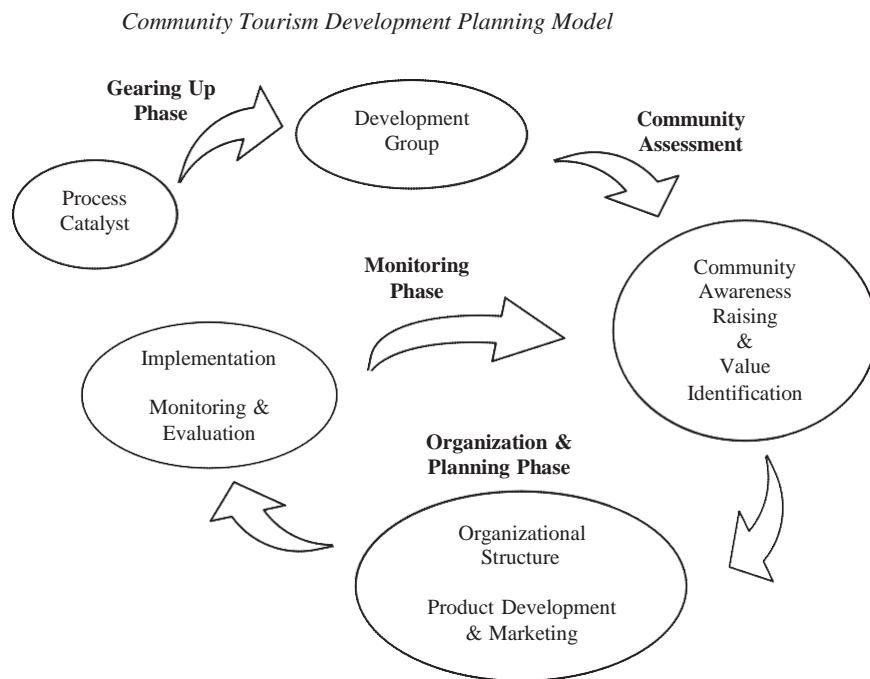 Community Tourism Development Planning Model
Gearing Up
Phase
Development
Group
Community
Assessment
Process
Catalyst
Monitoring
Phase
Community
Awareness
Raising
&
Value
Identification
Implementation
Monitoring &
Evaluation
Organization &
Planning Phase
Organizational
Structure
Product Development
& Marketing